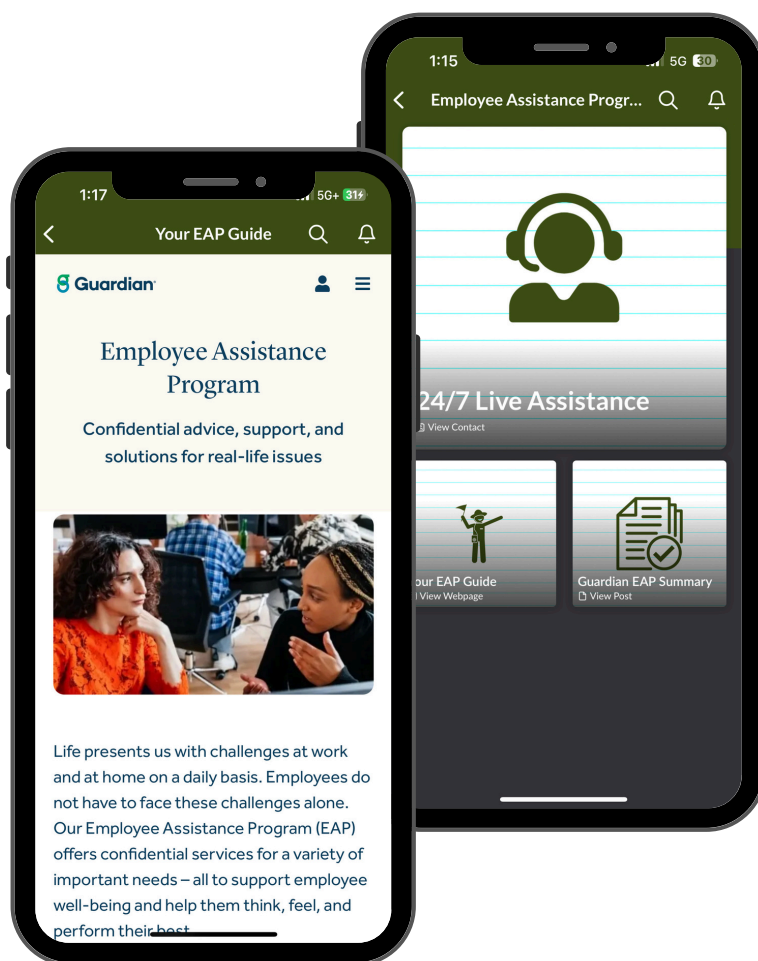 1:15
5G 30
Employee Assistance Progr...
24/7 Live Assistance
View Contact
our EAP Guide
View Webpage
Guardian EAP Summary
View Post
1:17
5G+ 31
Your EAP Guide
Guardian
Employee Assistance
Program
Confidential advice, support, and
solutions for real-life issues
Life presents us with challenges at work
and at home on a daily basis. Employees do
not have to face these challenges alone.
Our Employee Assistance Program (EAP)
offers confidential services for a variety of
important needs – all to support employee
well-being and help them think, feel, and
perform their best